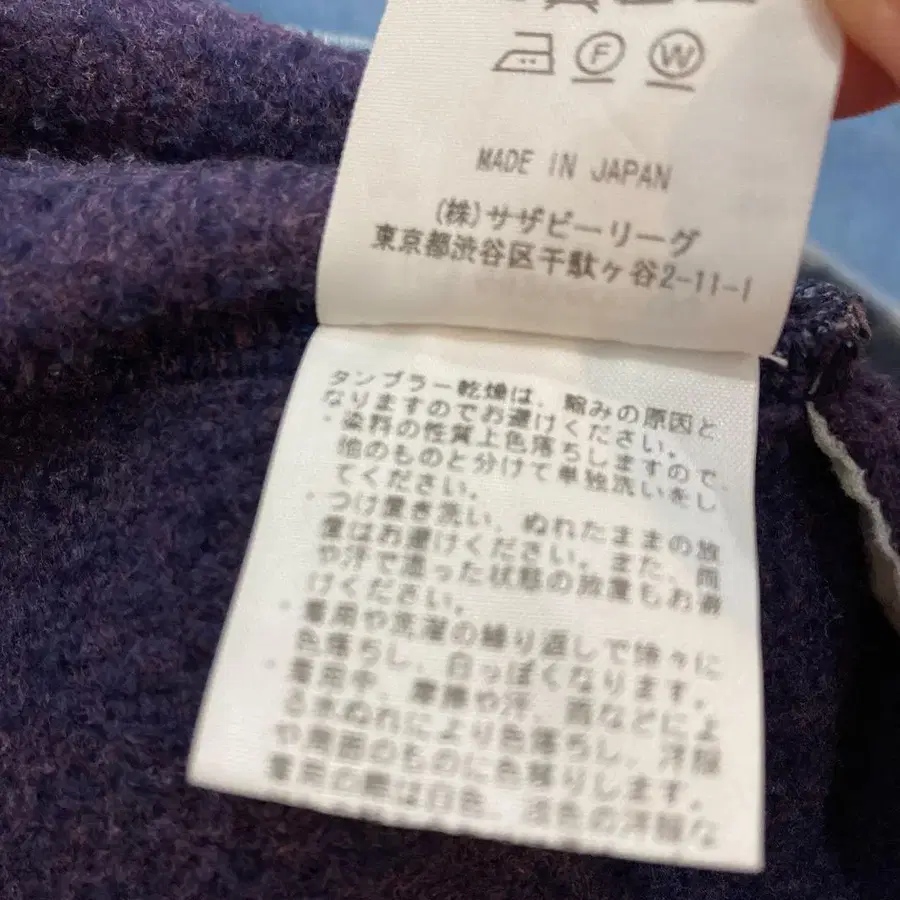 F W
MADE IN JAPAN
(株)サザビーリーグ
東京都渋谷区千駄ヶ谷2-11-1
タンブラー乾燥は、縮みの原因と
なりますのでお避けください。
・染料の性質上色落ちしますので、
他のものと分けて単独洗いをし
てください。
・つけ置き洗い、ぬれたままの放
置はお避けください。また、雨
や汗で湿った状態の放置もお避
けください。
・着用や洗濯の繰り返しで徐々に
色落ちし、白っぽくなります。
・着用中、摩擦や汗、雨などによ
る水ぬれにより色落ちし、洋服
や周囲のものに色移りします。
着用の際は白色、淡色の洋服な